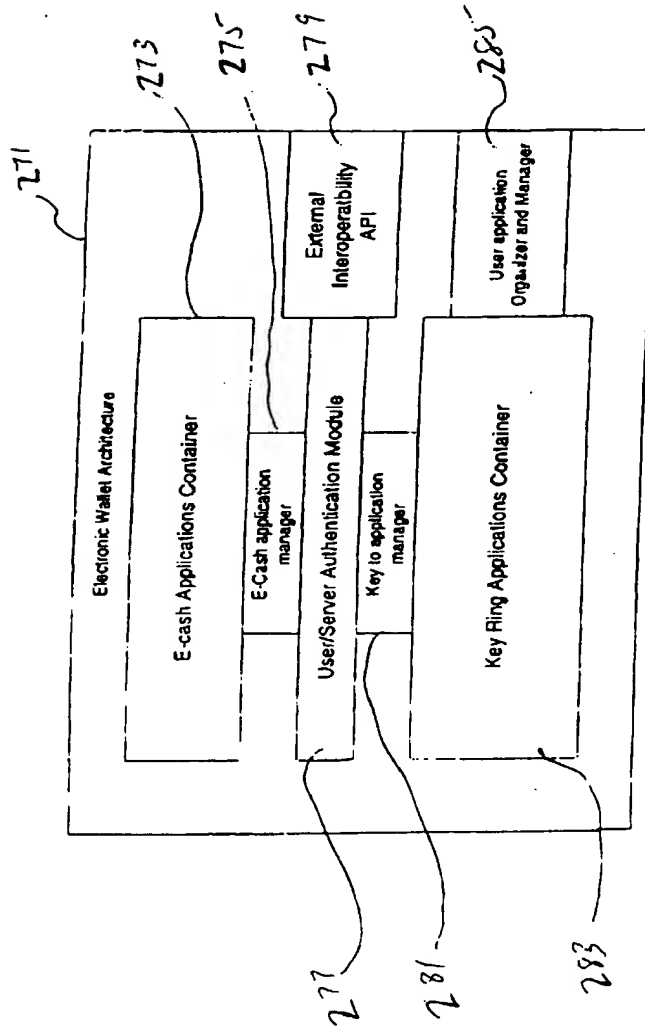 271
Electronic Wallet Architecture
273
E-cash Applications Container
275
E-Cash application
manager
279
External
Interoperatbility
API
User/Server Authentication Module
277
Key to application
manager
281
285
User application
Organizer and Manager
Key Ring Applications Container
283